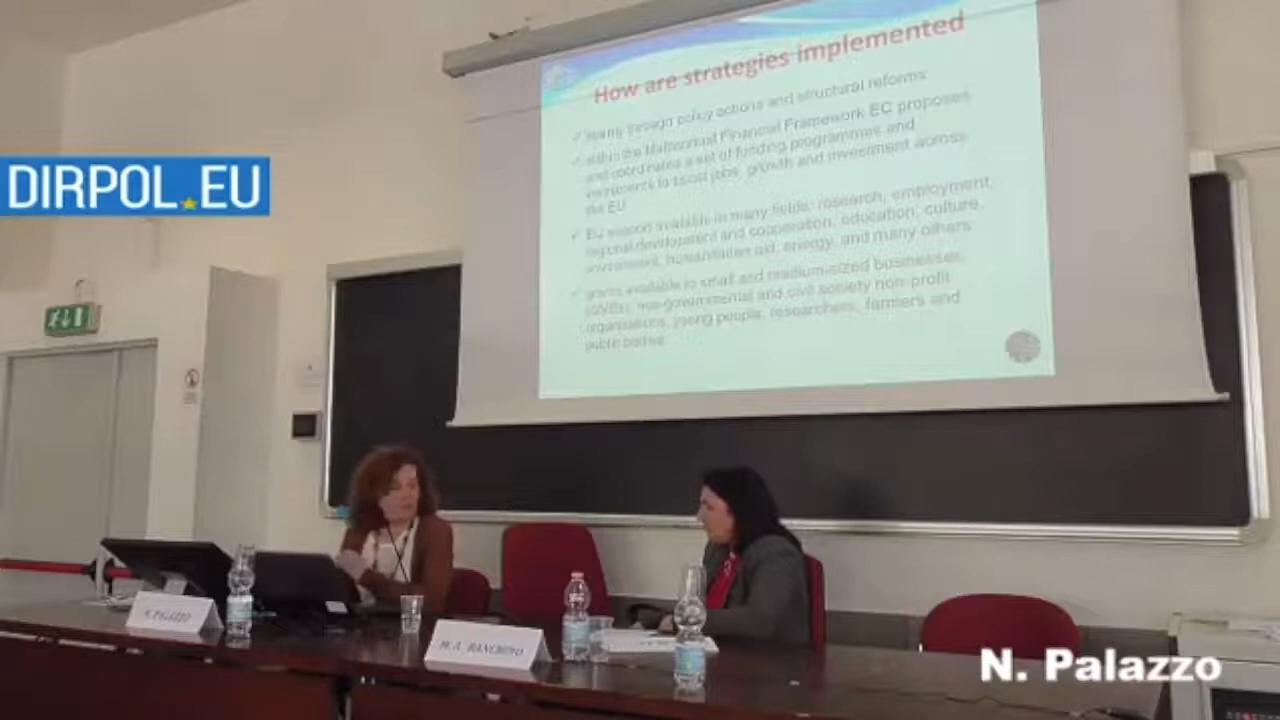 How are strategies implemented
through policy actions and structural reforms
within the Multiannual Financial Framework EC proposes
and coordinates a set of funding programmes and
instruments to boost jobs, growth and investment across
the EU
EU support available in many fields: research, employment,
regional development and cooperation, education, culture,
environment, humanitarian aid, energy, and many others
grants available to small and medium-sized businesses
(SMEs), non-governmental and civil society non-profit
organisations, young people, researchers, farmers and
public bodies
DIRPOL.EU
N. PALAZZO
M. A.
N. Palazzo